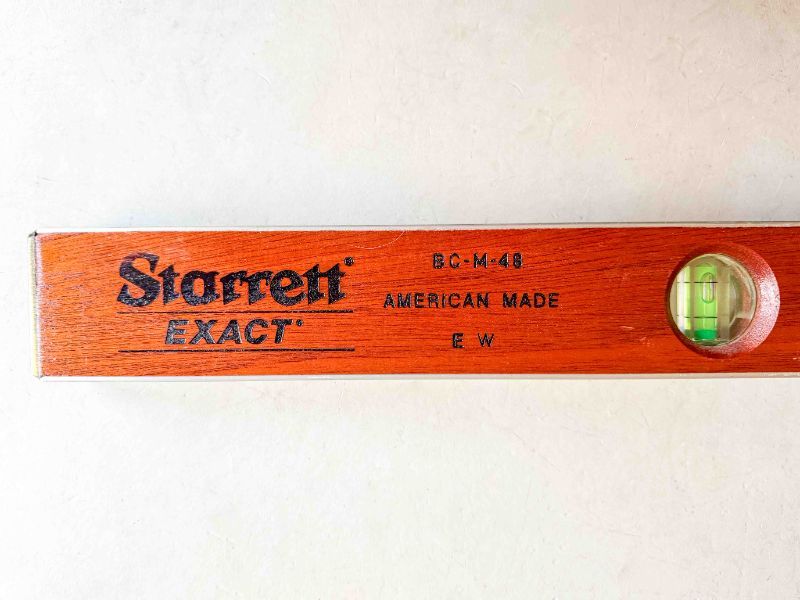 Starrett®
EXACT®
BC-M-48
AMERICAN MADE
E W